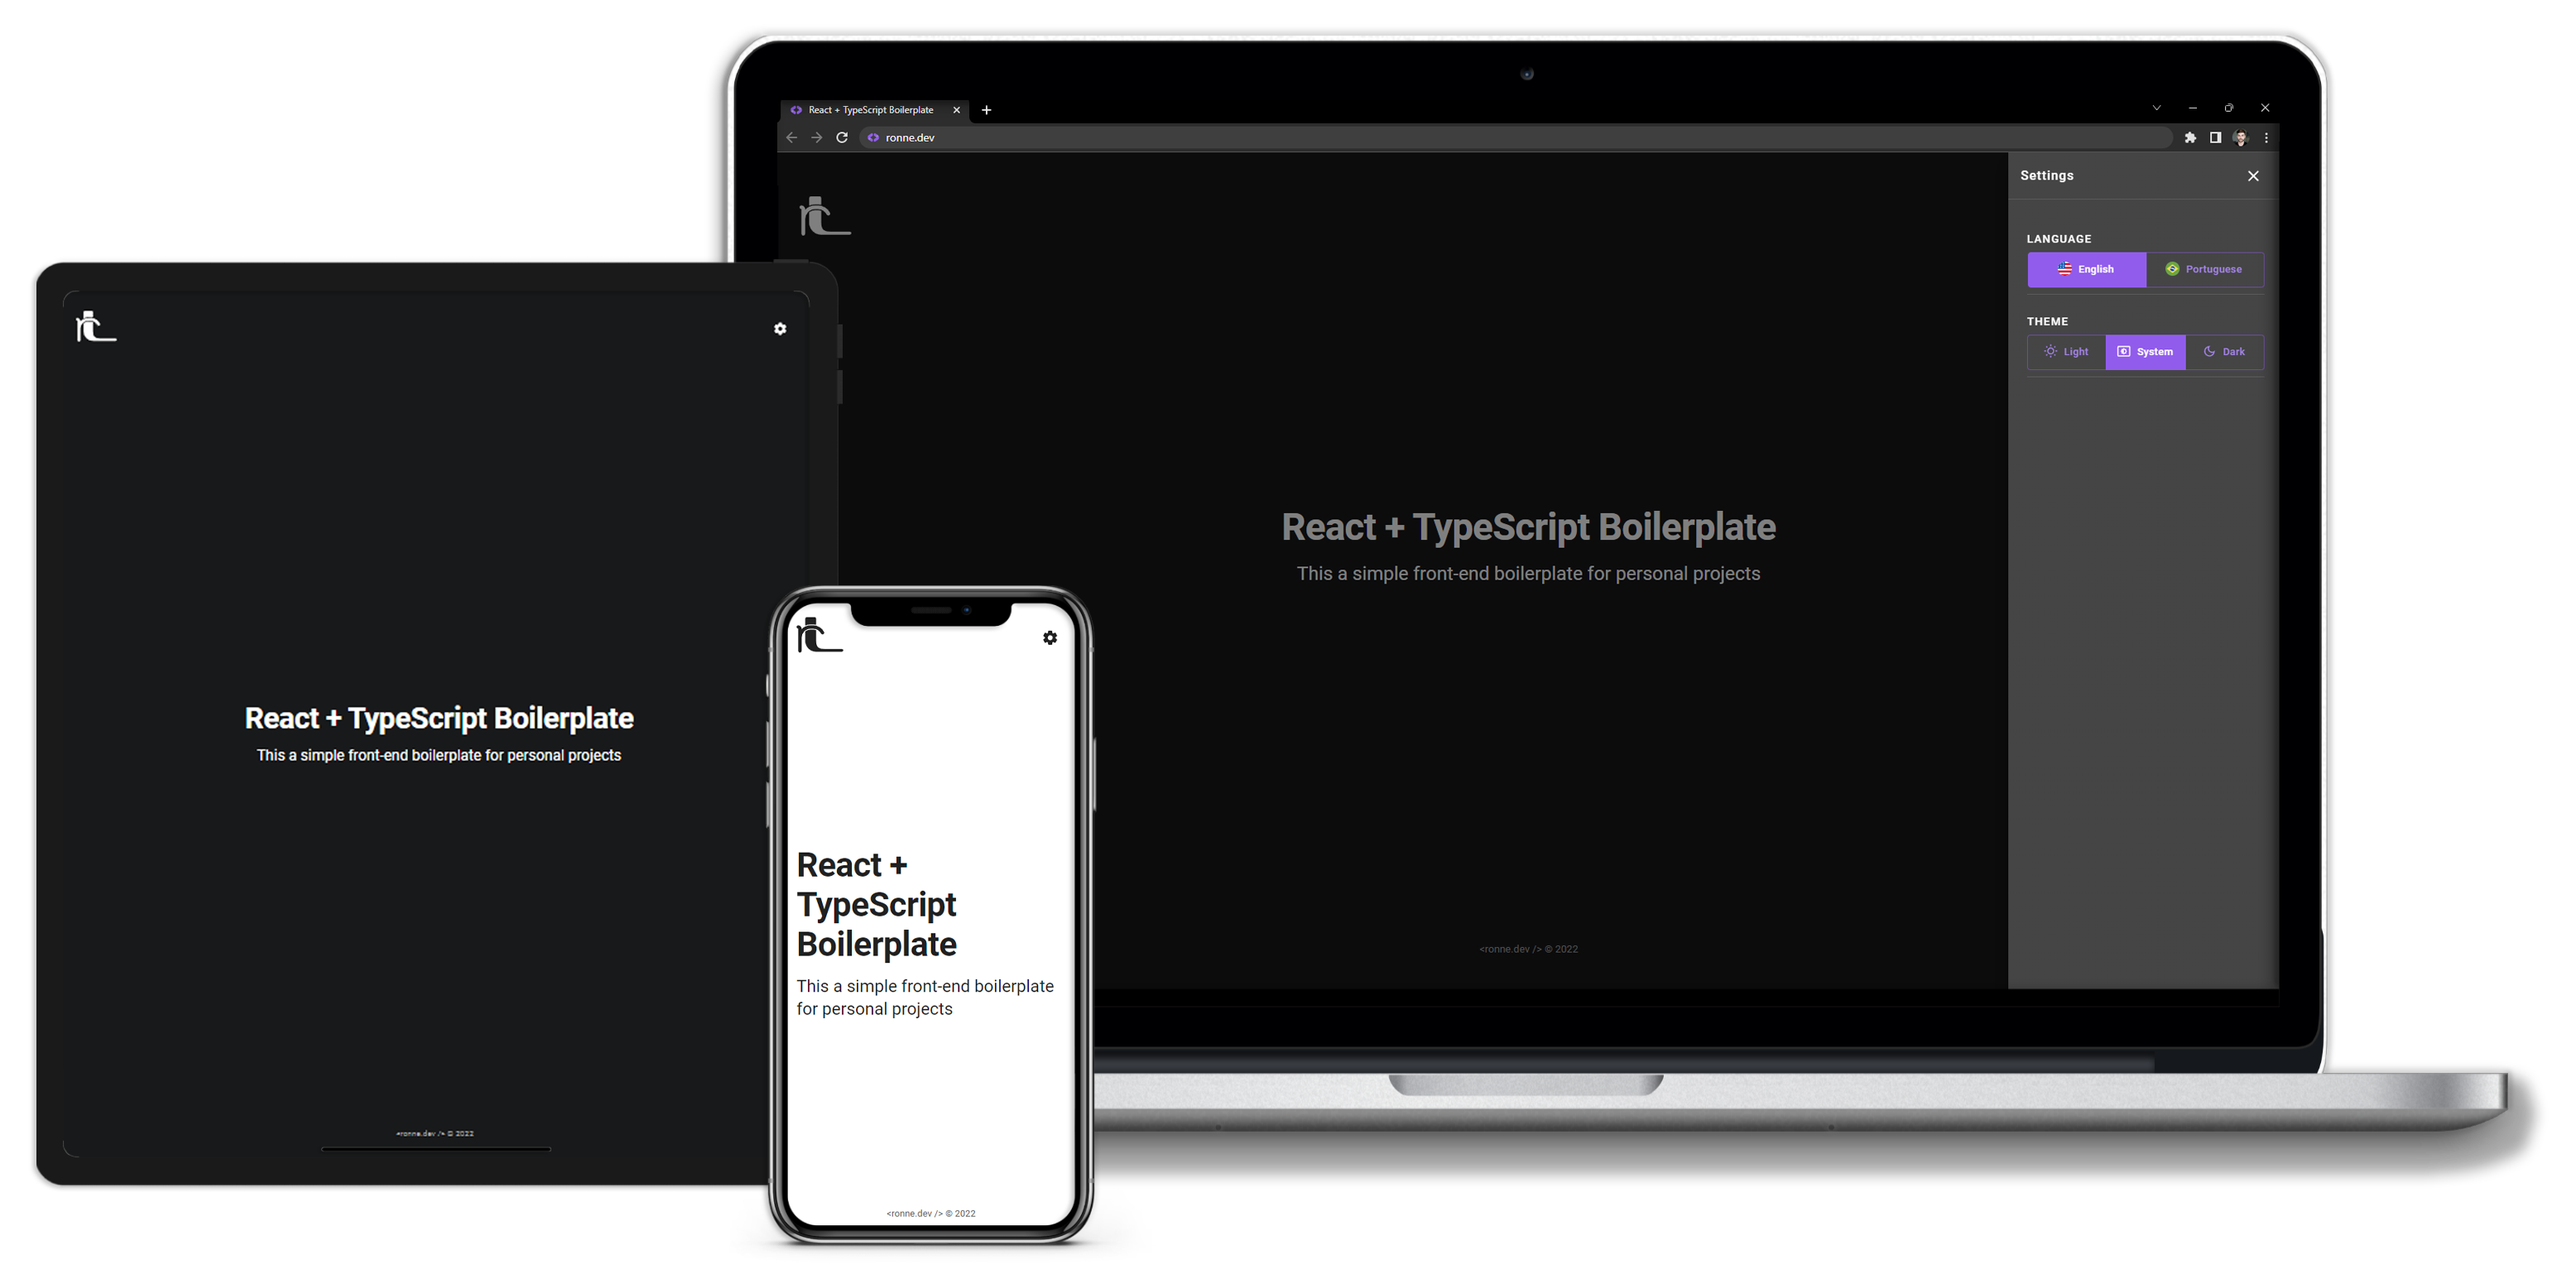 React + TypeScript Boilerplate
ronne.dev
Settings
LANGUAGE
English
Portuguese
THEME
Light
System
Dark
React + TypeScript Boilerplate
This a simple front-end boilerplate for personal projects
<ronne.dev /> © 2022
rc
React + TypeScript Boilerplate
This a simple front-end boilerplate for personal projects
<ronne.dev /> © 2022
React +
TypeScript
Boilerplate
This a simple front-end boilerplate
for personal projects
<ronne.dev /> © 2022